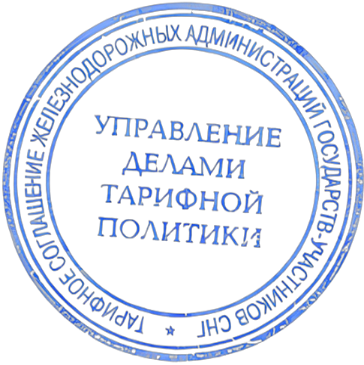 ТАРИФНОЕ СОГЛАШЕНИЕ ЖЕЛЕЗНОДОРОЖНЫХ АДМИНИСТРАЦИЙ ГОСУДАРСТВ-УЧАСТНИКОВ СНГ
УПРАВЛЕНИЕ
ДЕЛАМИ
ТАРИФНОЙ
ПОЛИТИКИ